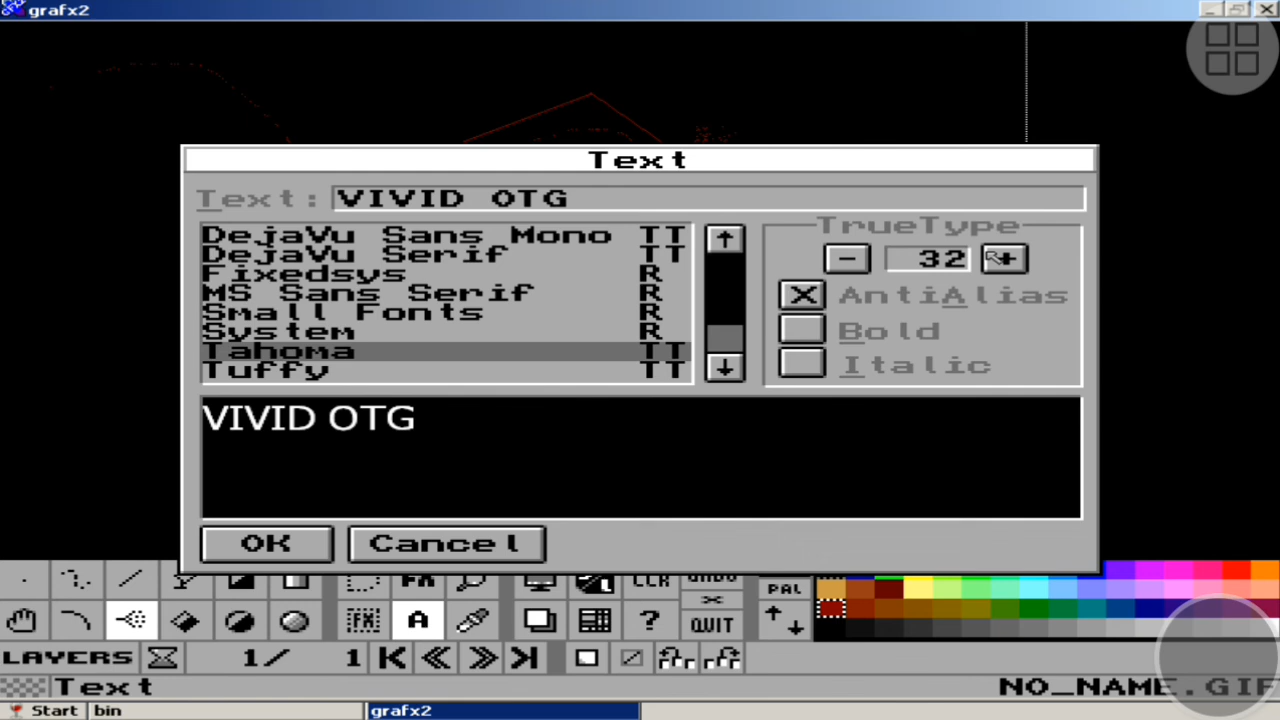 grafx2
Text
Text: VIVID OTG
DejaVu Sans Mono TT
DejaVu Serif TT
Fixedsys R
MS Sans Serif R
Small Fonts R
System R
Tahoma TT
Tuffy TT
TrueType
- 32 +
X AntiAlias
Bold
Italic
VIVID OTG
OK Cancel
FX CLR UNDO PAL
FX A ? QUIT
LAYERS 1/ 1
Text NO_NAME.GIF
Start bin grafx2